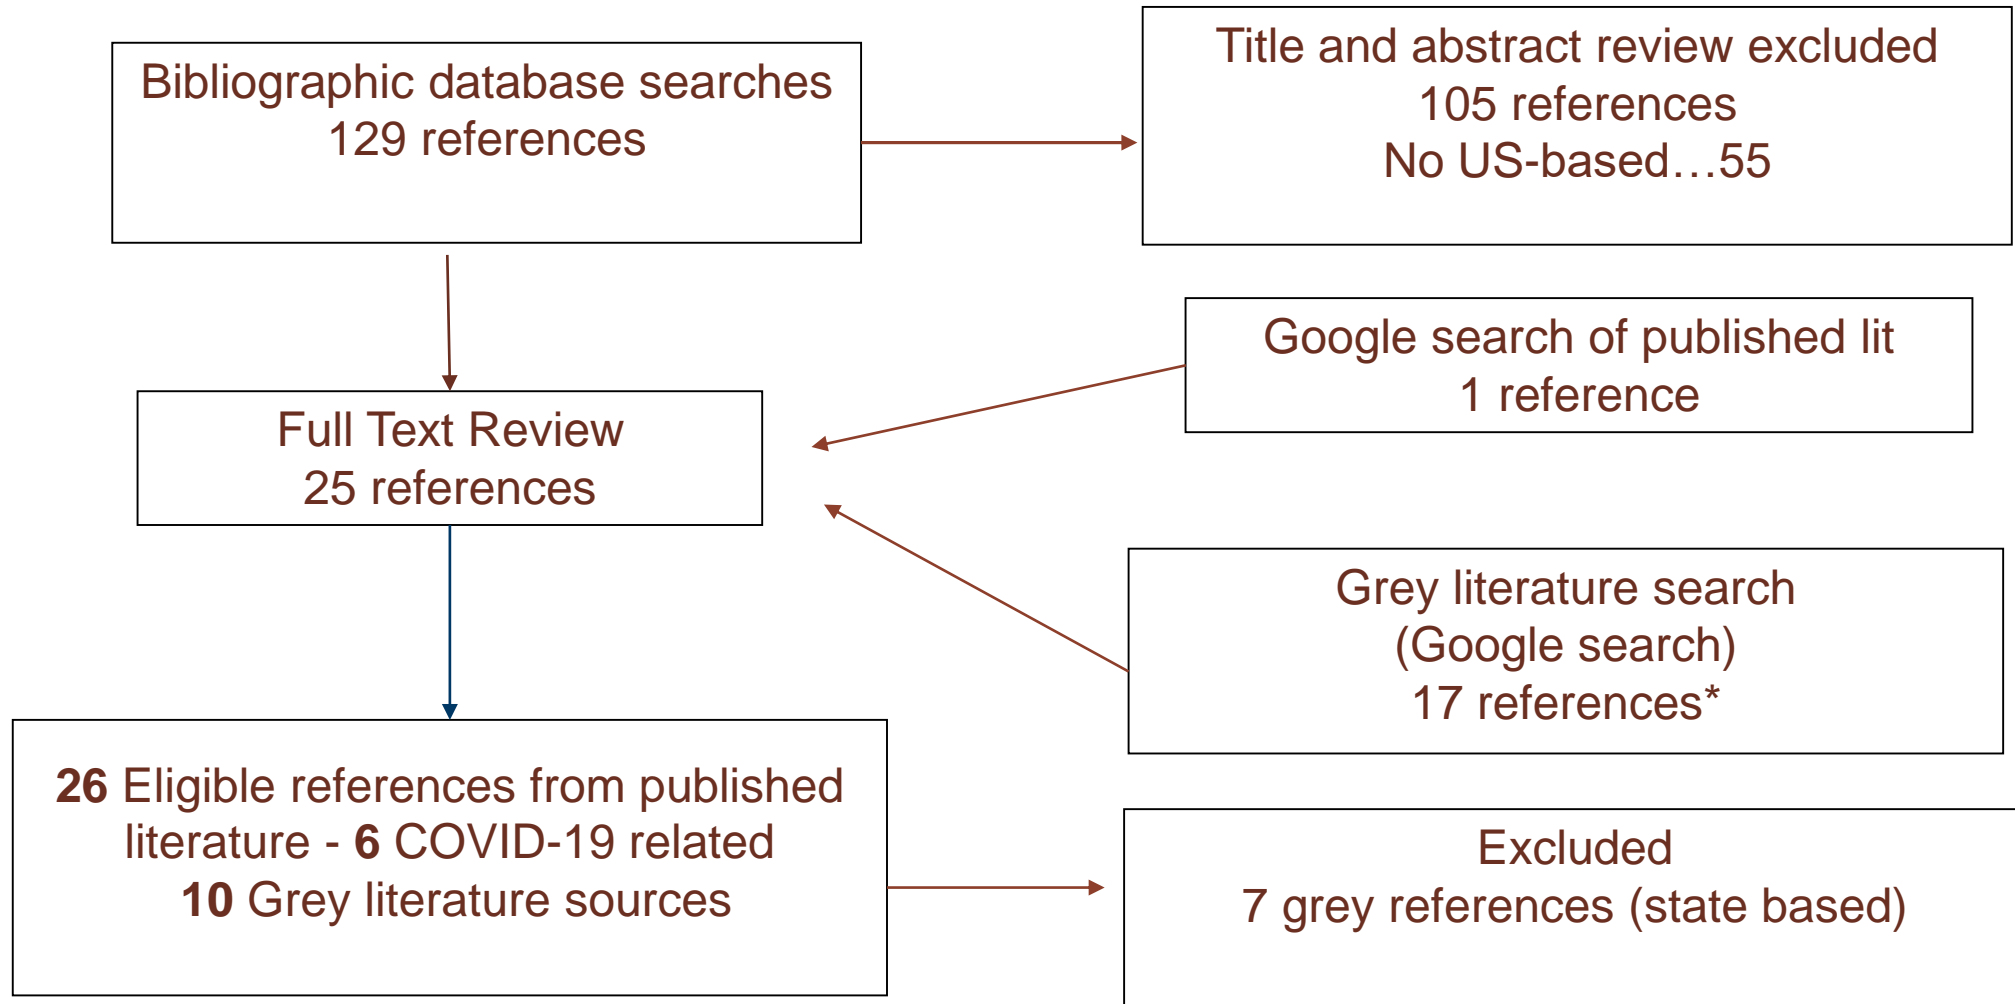 Bibliographic database searches
129 references
Title and abstract review excluded
105 references
No US-based…55
Google search of published lit
1 reference
Full Text Review
25 references
Grey literature search
(Google search)
17 references*
26 Eligible references from published
literature - 6 COVID-19 related
10 Grey literature sources
Excluded
7 grey references (state based)